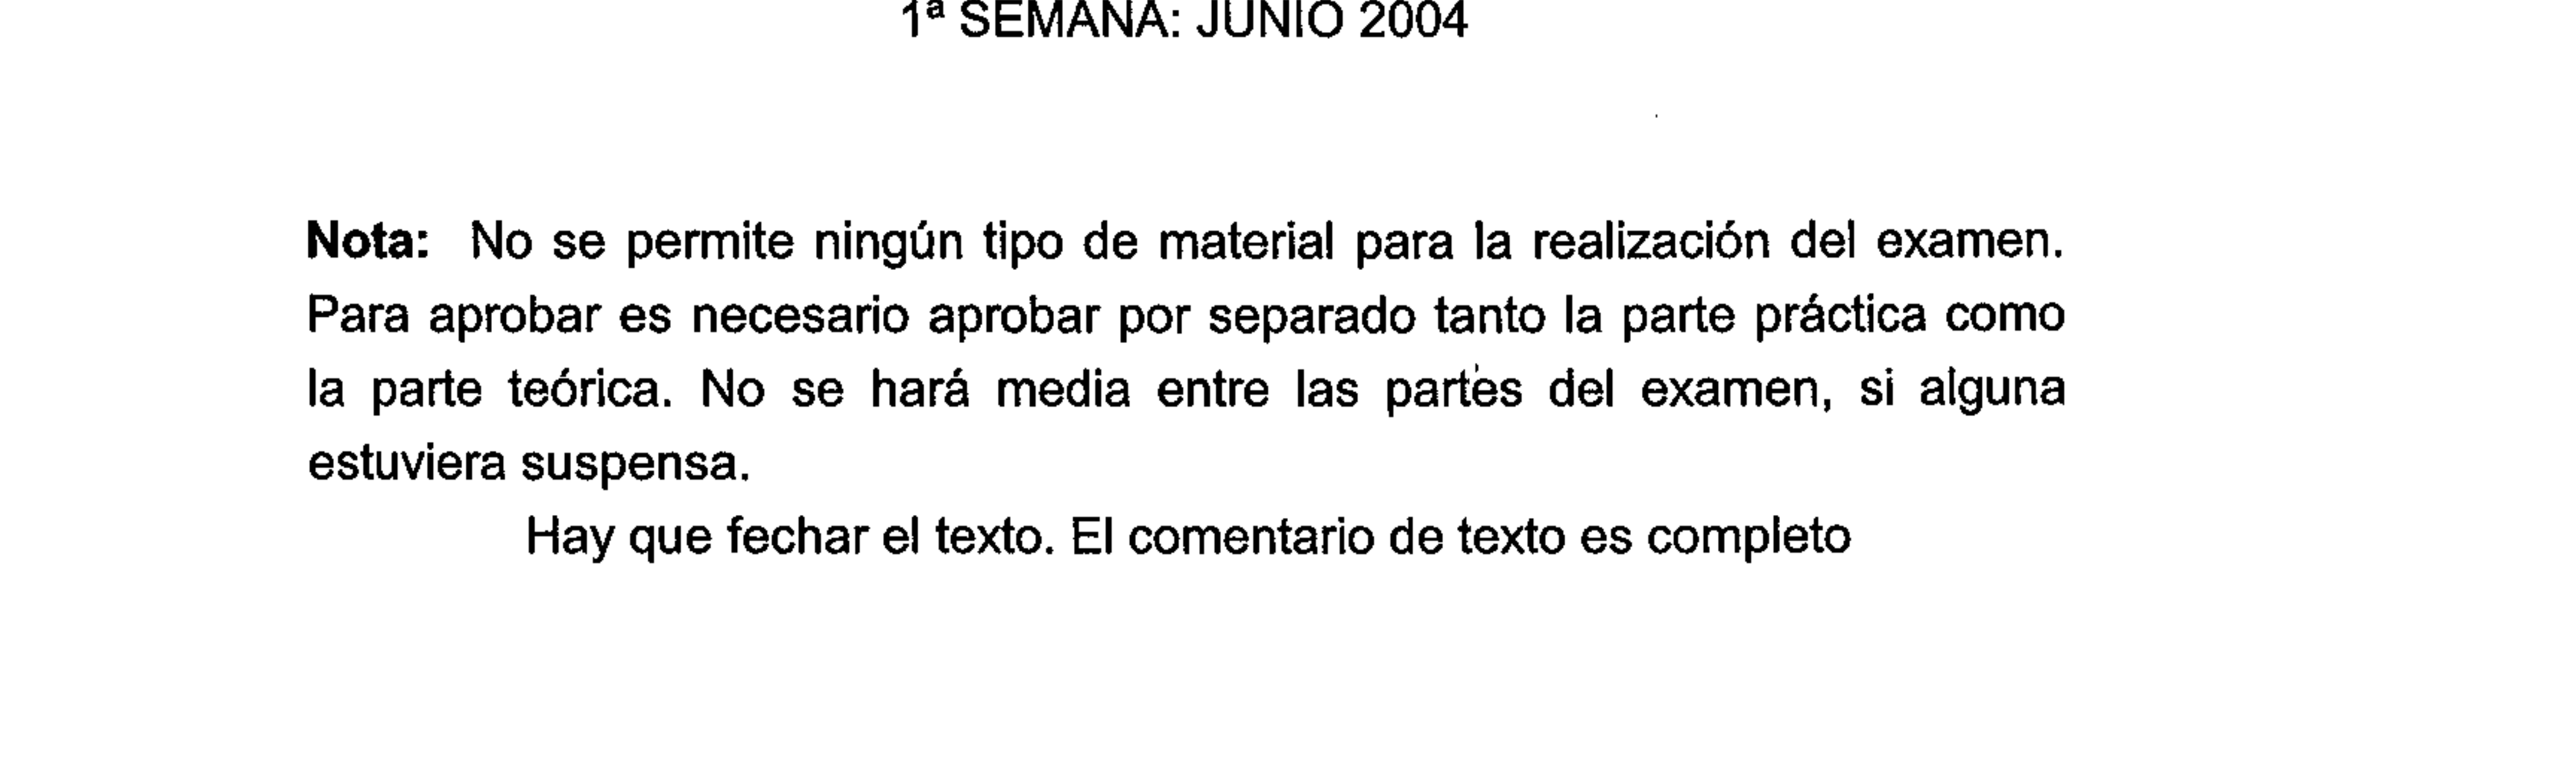 1ª SEMANA: JUNIO 2004
Nota: No se permite ningún tipo de material para la realización del examen.
Para aprobar es necesario aprobar por separado tanto la parte práctica como
la parte teórica. No se hará media entre las partes del examen, si alguna
estuviera suspensa.
Hay que fechar el texto. El comentario de texto es completo